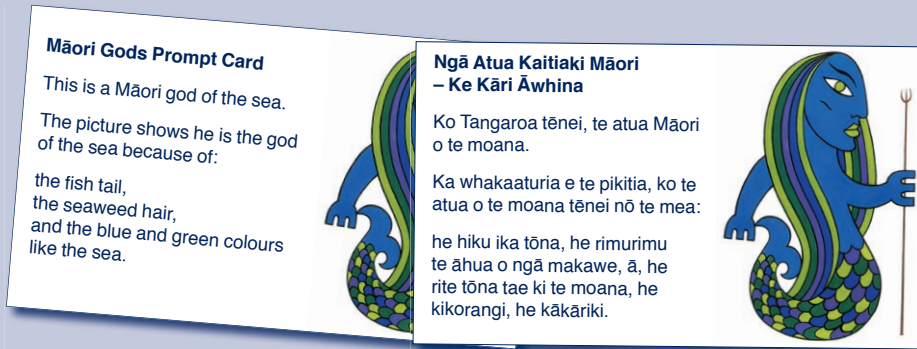 Māori Gods Prompt Card
This is a Māori god of the sea.
The picture shows he is the god
of the sea because of:
the fish tail,
the seaweed hair,
and the blue and green colours
like the sea.
Ngā Atua Kaitiaki Māori
– Ke Kāri Āwhina
Ko Tangaroa tēnei, te atua Māori
o te moana.
Ka whakaaturia e te pikitia, ko te
atua o te moana tēnei nō te mea:
he hiku ika tōna, he rimurimu
te āhua o ngā makawe, ā, he
rite tōna tae ki te moana, he
kikorangi, he kākāriki.